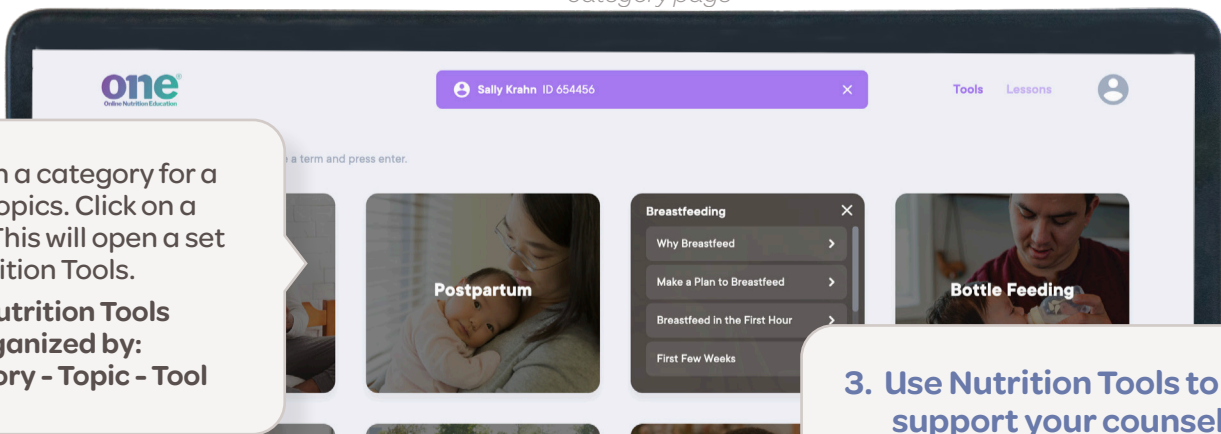 category page
one
Online Nutrition Education
Sally Krahn ID 654456
Tools Lessons
a term and press enter.
n a category for a
opics. Click on a
This will open a set
ition Tools.
utrition Tools
ganized by:
ory - Topic - Tool
Postpartum
Breastfeeding
Why Breastfeed
Make a Plan to Breastfeed
Breastfeed in the First Hour
First Few Weeks
Bottle Feeding
3. Use Nutrition Tools to
support your counsel